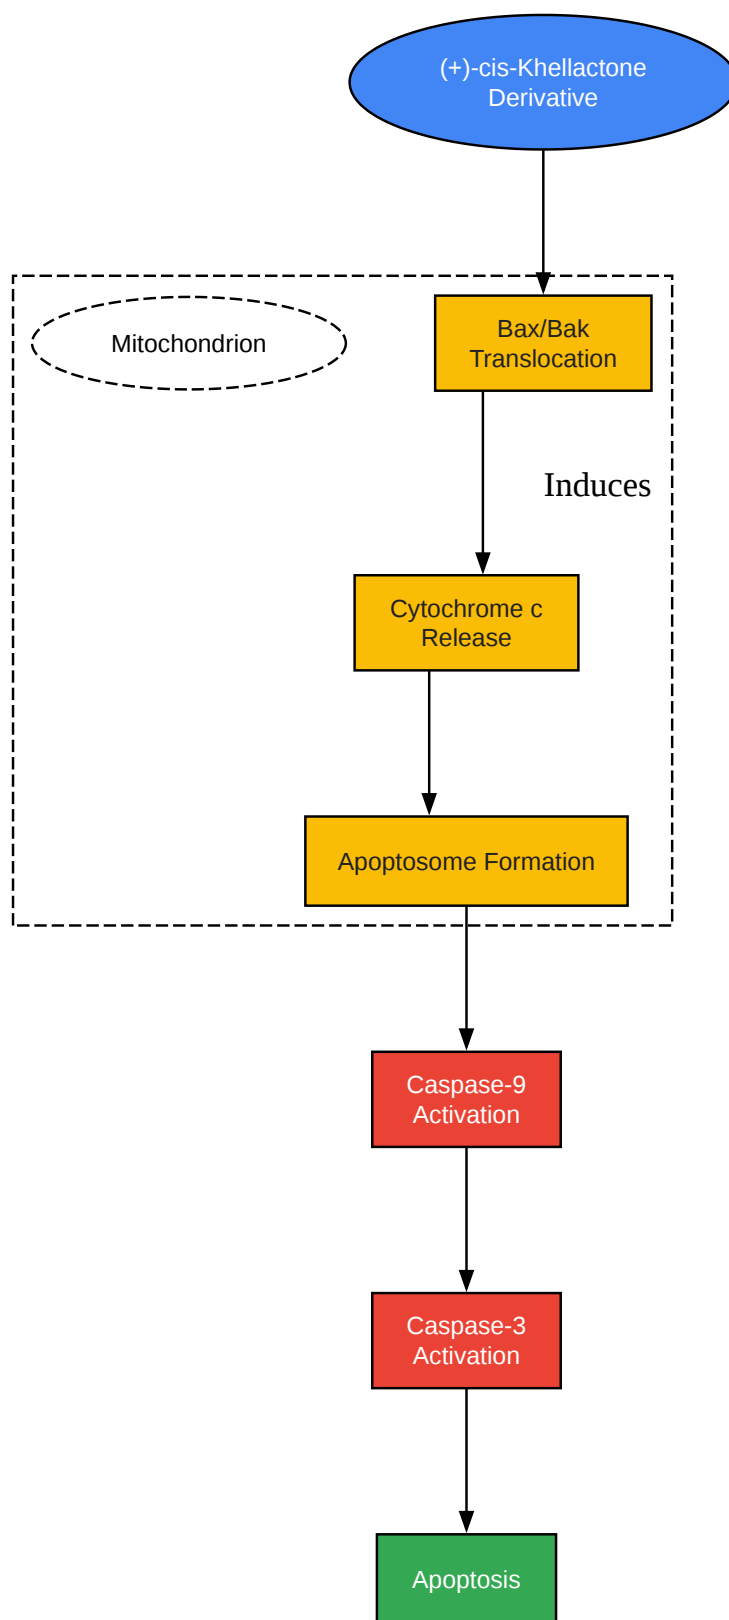 (+)-cis-Khellactone
Derivative
Mitochondrion
Bax/Bak
Translocation
Induces
Cytochrome c
Release
Apoptosome Formation
Caspase-9
Activation
Caspase-3
Activation
Apoptosis